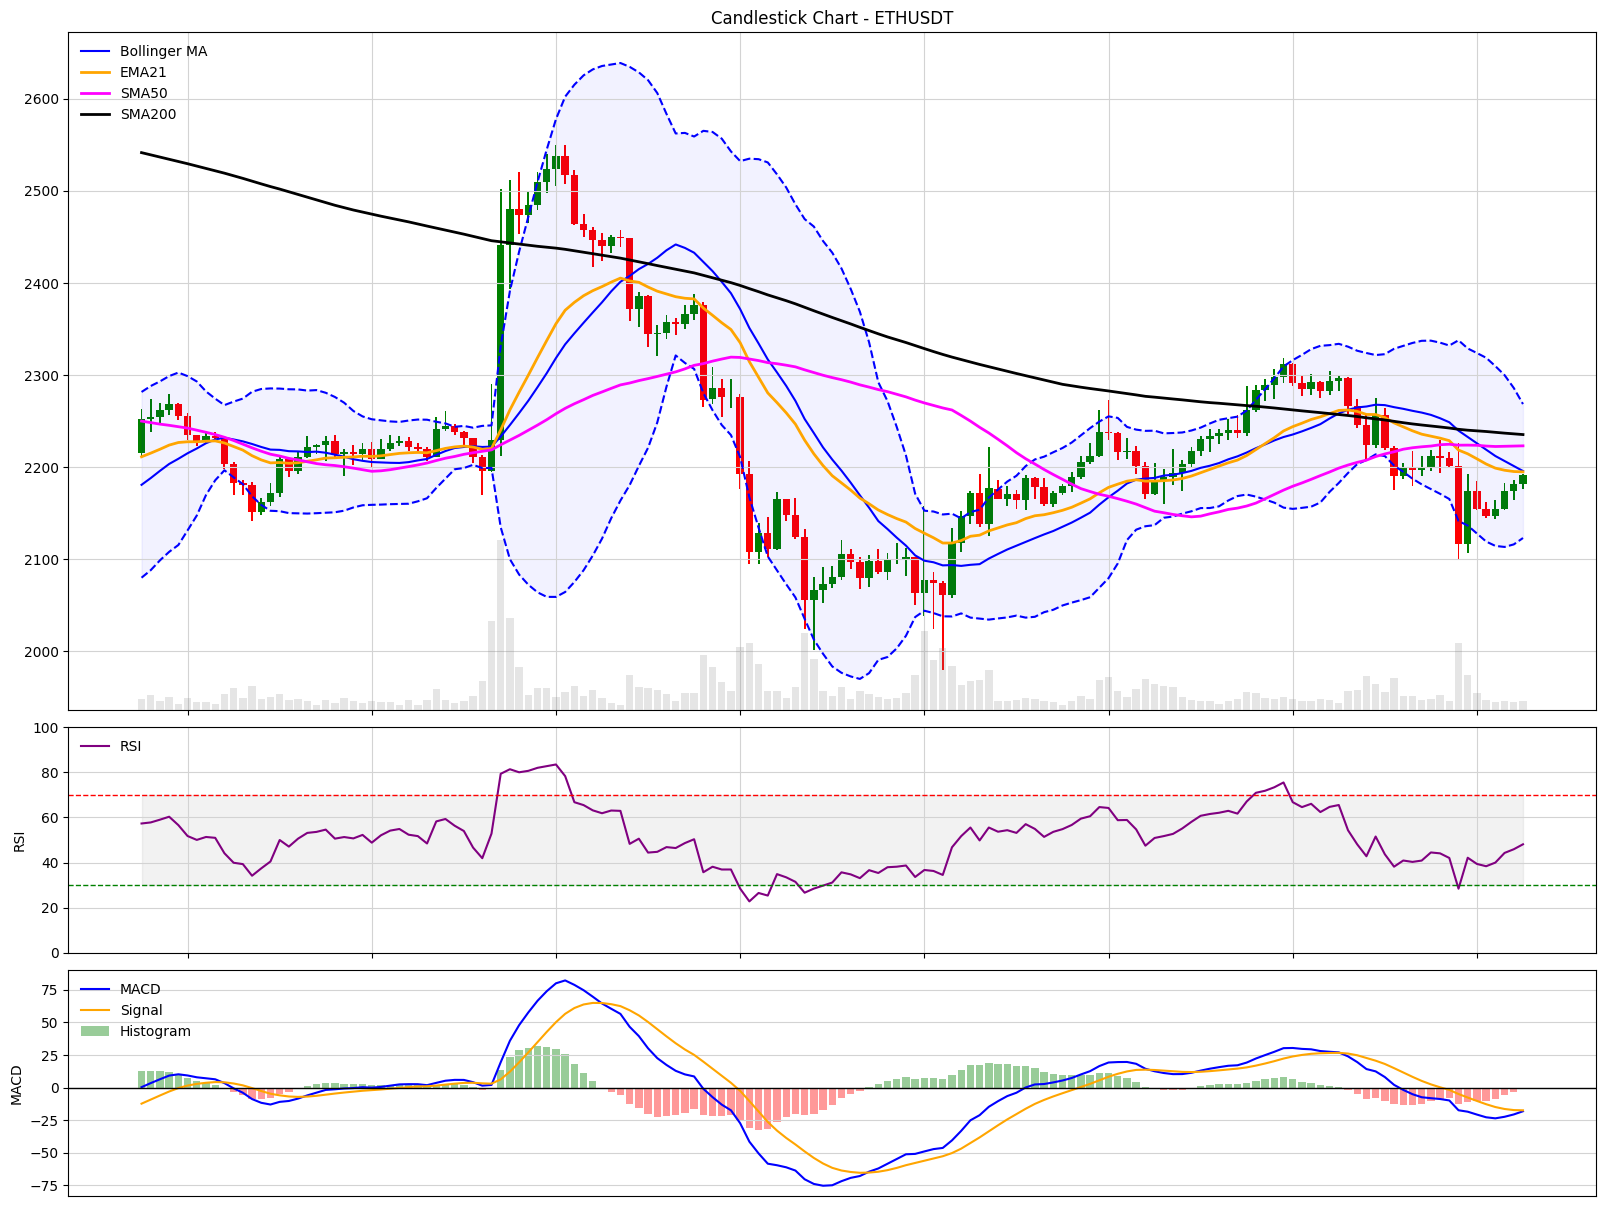 Candlestick Chart - ETHUSDT
Bollinger MA
EMA21
SMA50
SMA200
2600
2500
2400
2300
2200
2100
2000
RSI
100
80
60
40
20
0
RSI
MACD
Signal
Histogram
75
50
25
0
−25
−50
−75
MACD